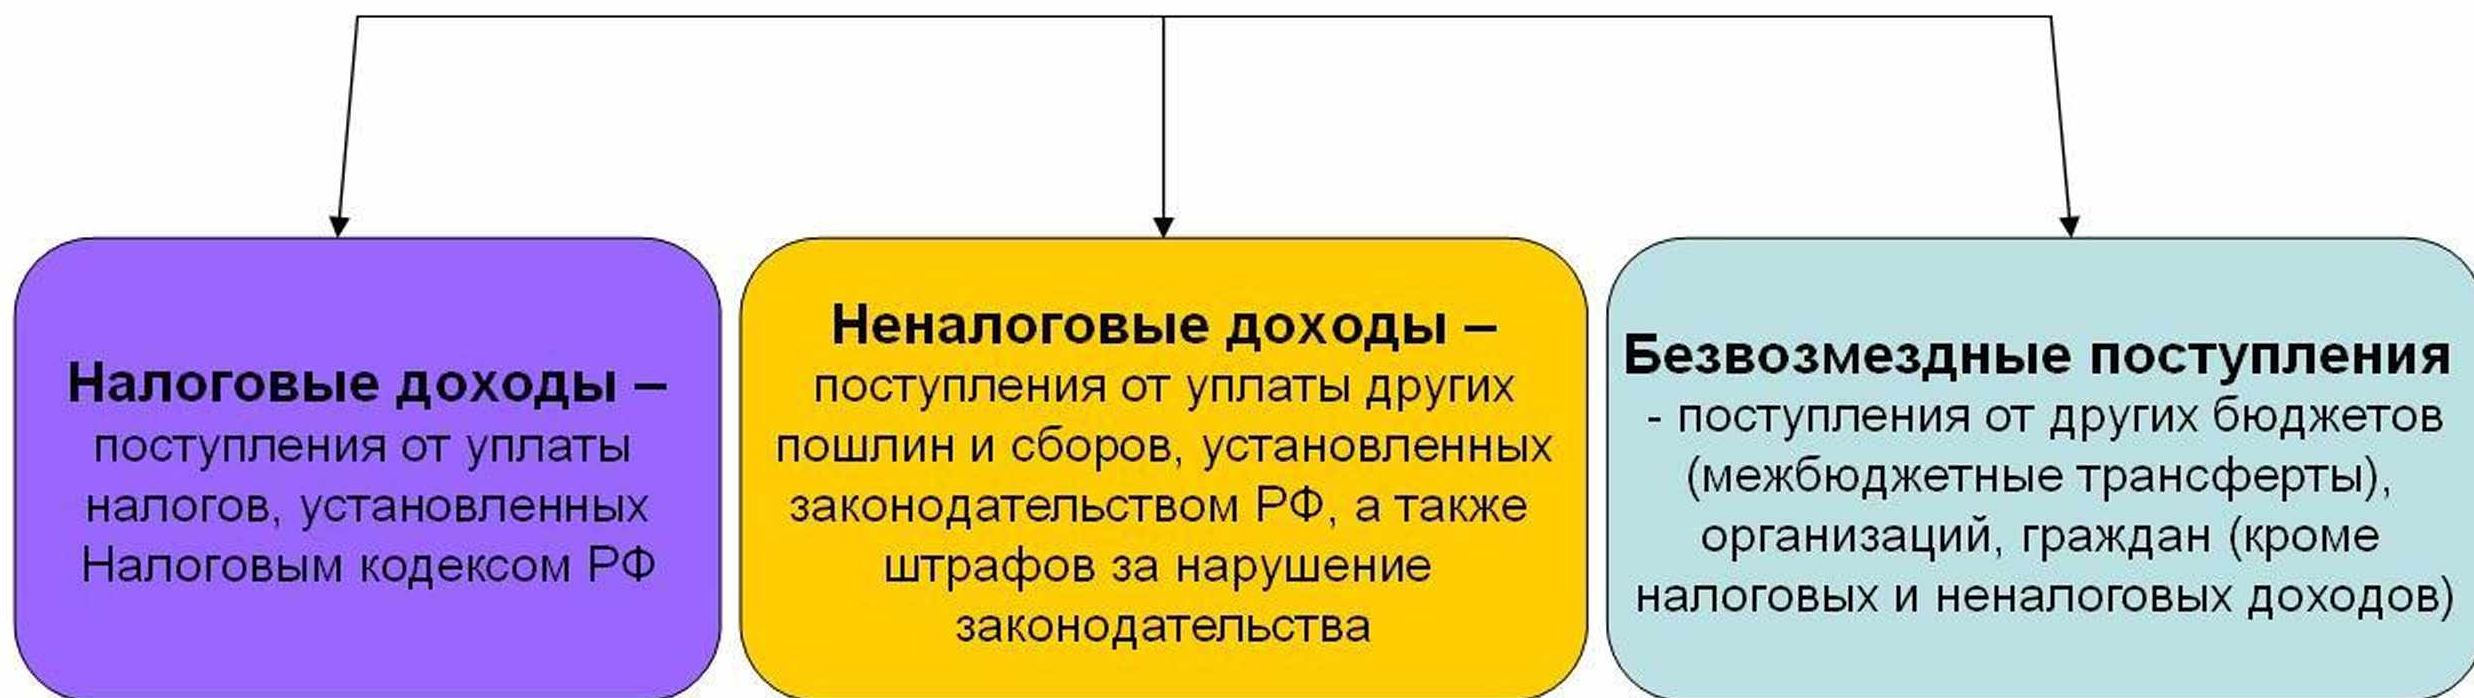 Налоговые доходы –
поступления от уплаты
налогов, установленных
Налоговым кодексом РФ
Неналоговые доходы –
поступления от уплаты других
пошлин и сборов, установленных
законодательством РФ, а также
штрафов за нарушение
законодательства
Безвозмездные поступления
- поступления от других бюджетов
(межбюджетные трансферты),
организаций, граждан (кроме
налоговых и неналоговых доходов)